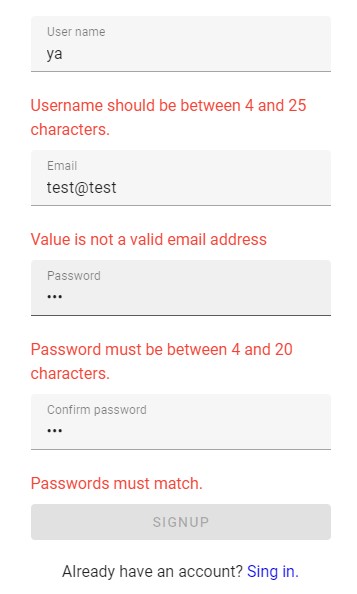 User name
ya
Username should be between 4 and 25
characters.
Email
test@test
Value is not a valid email address
Password
•••
Password must be between 4 and 20
characters.
Confirm password
•••
Passwords must match.
SIGNUP
Already have an account? Sing in.